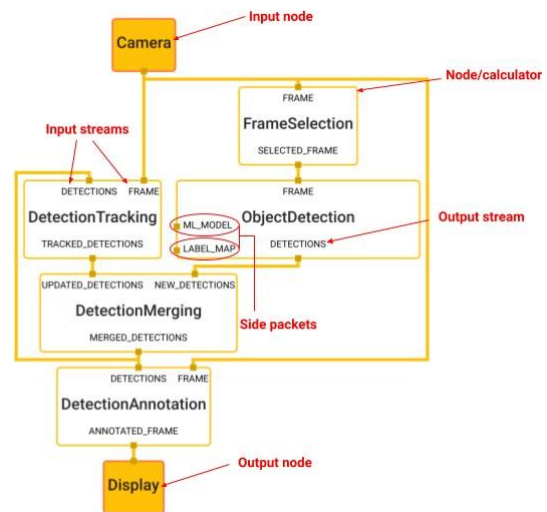 Input node
Camera
Node/calculator
FRAME
FrameSelection
SELECTED_FRAME
Input streams
DETECTIONS FRAME
DetectionTracking
TRACKED_DETECTIONS
FRAME
ML_MODEL
ObjectDetection
LABEL_MAP
DETECTIONS
Output stream
Side packets
UPDATED_DETECTIONS NEW_DETECTIONS
DetectionMerging
MERGED_DETECTIONS
DETECTIONS FRAME
DetectionAnnotation
ANNOTATED_FRAME
Output node
Display